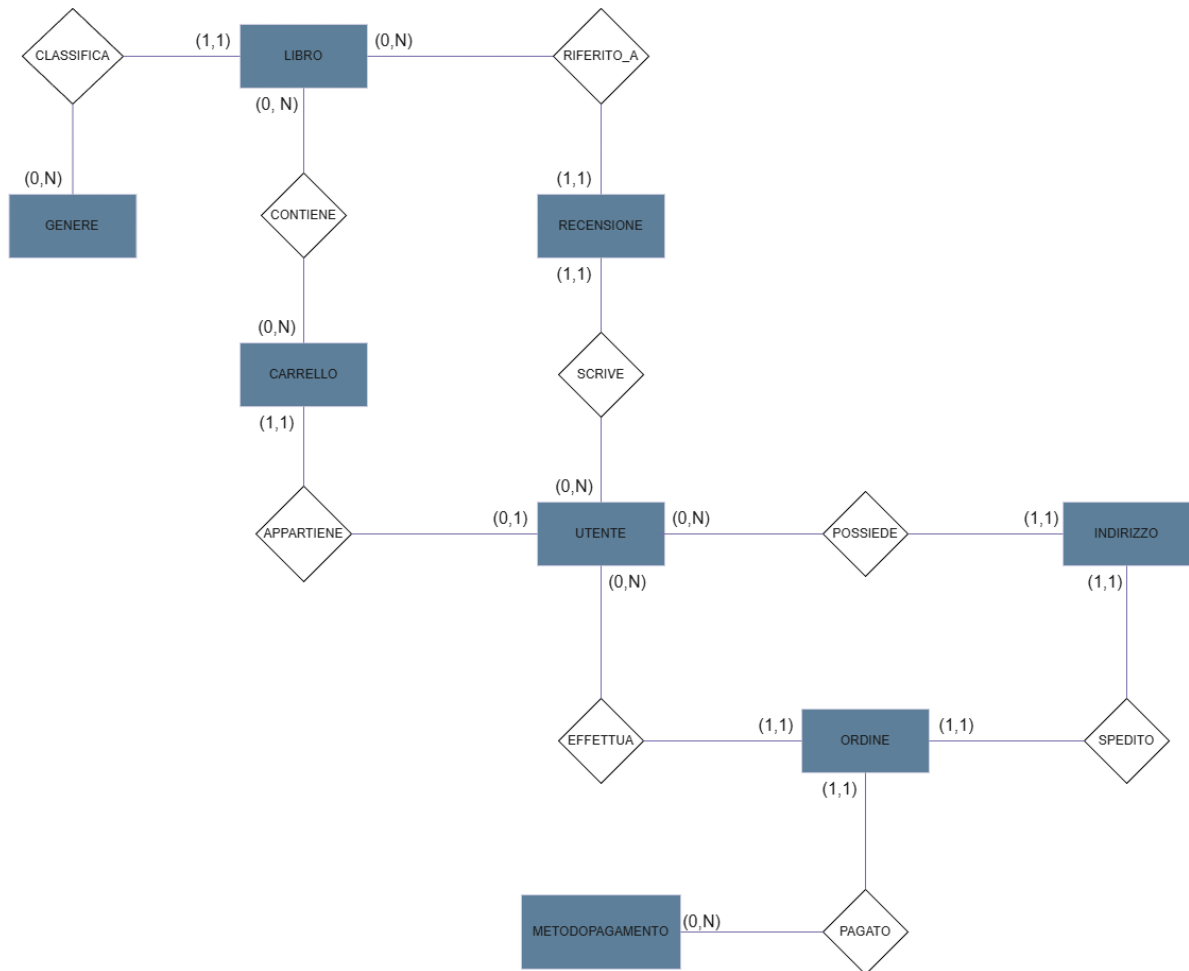 CLASSIFICA
(1,1)
LIBRO
(0,N)
RIFERITO_A
(0, N)
(0,N)
GENERE
CONTIENE
(1,1)
RECENSIONE
(1,1)
(0,N)
CARRELLO
(1,1)
SCRIVE
(0,N)
APPARTIENE
(0,1)
UTENTE
(0,N)
POSSIEDE
(1,1)
INDIRIZZO
(0,N)
(1,1)
EFFETTUA
(1,1)
ORDINE
(1,1)
SPEDITO
(1,1)
METODOPAGAMENTO
(0,N)
PAGATO